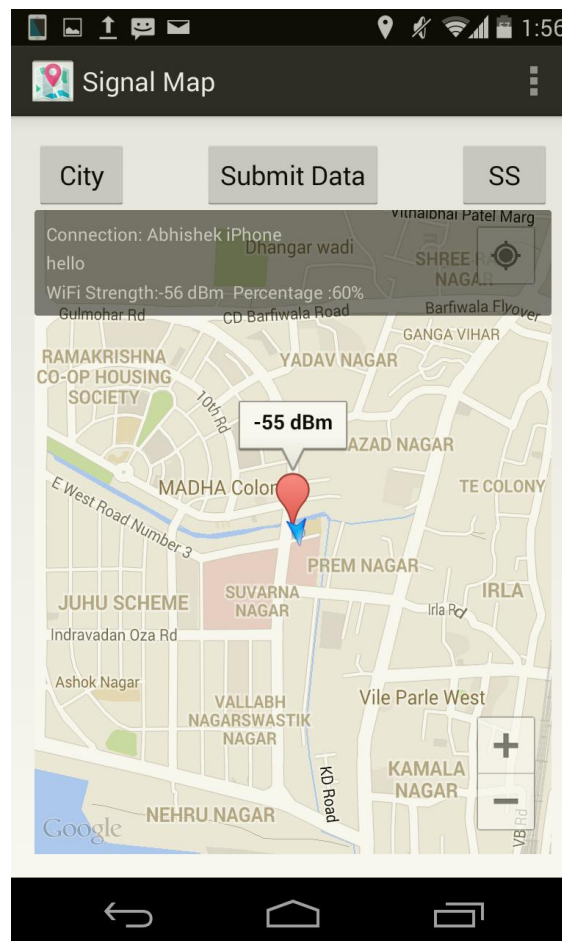 1:56
Signal Map
City
Submit Data
SS
Vithalbhai Patel Marg
Connection: Abhishek iPhone
Dhangar wadi
hello
SHREE R
NAGAR
WiFi Strength:-56 dBm Percentage :60%
Gulmohar Rd
CD Barfiwala Road
Barfiwala Flyover
GANGA VIHAR
RAMAKRISHNA
CO-OP HOUSING
SOCIETY
YADAV NAGAR
10th Rd
-55 dBm
AZAD NAGAR
MADHA Colon
TE COLONY
E West Road Number 3
PREM NAGAR
JUHU SCHEME
SUVARNA
NAGAR
IRLA
Irla Rd
Indravadan Oza Rd
Ashok Nagar
VALLABH
NAGARSWASTIK
NAGAR
Vile Parle West
KD Road
KAMALA
NAGAR
NEHRU NAGAR
VB Rd
Google